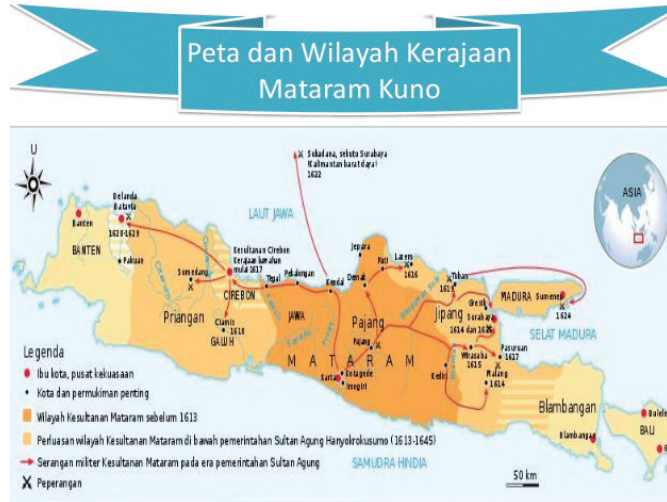 Peta dan Wilayah Kerajaan
Mataram Kuno
U
Sukadana, sekutu Surabaya
(Kalimantan barat daya)
1622
ASIA
LAUT JAWA
Belanda
Batavia
1628-1629
Banten
BANTEN
Pakuan
Kesultanan Cirebon
Kerajaan bawahan
mulai 1617
Sumedang
CIREBON
Priangan
Ciamis
1618
GALUH
Tegal
Pekalongan
Kendal
JAWA
Jepara
Pati
Demak
Lasem
1616
Pajang
Pajang
Tuban
1619
Jipang
Gresik
Surabaya
1614 dan 1625
MADURA
Sumenep
1624
SELAT MADURA
MATARAM
Kotagede
Karta
Imogiri
Kediri
Wirasaba
1615
Pasuruan
1617
Malang
1614
Blambangan
Blambangan
BALI
Legenda
Ibu kota, pusat kekuasaan
Kota dan permukiman penting
Wilayah Kesultanan Mataram sebelum 1613
Perluasan wilayah Kesultanan Mataram di bawah pemerintahan Sultan Agung Hanyokrokusumo (1613-1645)
Serangan militer Kesultanan Mataram pada era pemerintahan Sultan Agung
Peperangan
SAMUDRA HINDIA
50 km